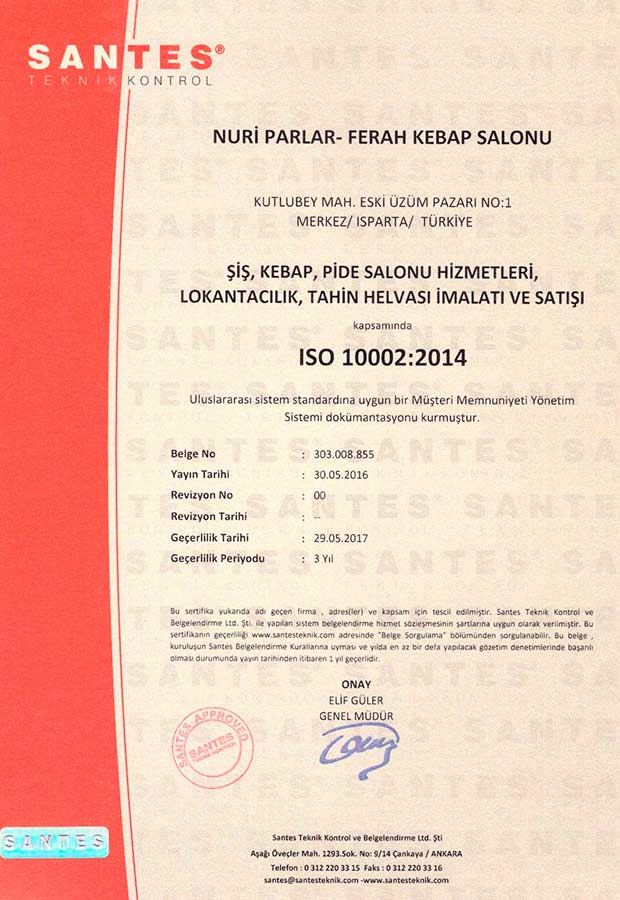 SANTES®
TEKNİK KONTROL
NURİ PARLAR- FERAH KEBAP SALONU
KUTLUBEY MAH. ESKİ ÜZÜM PAZARI NO:1
MERKEZ/ ISPARTA/ TÜRKİYE
ŞİŞ, KEBAP, PİDE SALONU HİZMETLERİ,
LOKANTACILIK, TAHİN HELVASI İMALATI VE SATIŞI
kapsamında
ISO 10002:2014
Uluslararası sistem standardına uygun bir Müşteri Memnuniyeti Yönetim
Sistemi dokümantasyonu kurmuştur.
Belge No : 303.008.855
Yayın Tarihi : 30.05.2016
Revizyon No : 00
Revizyon Tarihi : --
Geçerlilik Tarihi : 29.05.2017
Geçerlilik Periyodu : 3 Yıl
Bu sertifika yukarıda adı geçen firma , adres(ler) ve kapsam için tescil edilmiştir. Santes Teknik Kontrol ve
Belgelendirme Ltd. Şti. ile yapılan sistem belgelendirme hizmet sözleşmesinin şartlarına uygun olarak verilmiştir. Bu
sertifikanın geçerliliği www.santesteknik.com adresinde "Belge Sorgulama" bölümünden sorgulanabilir. Bu belge ,
kuruluşun Santes Belgelendirme Kurallarına uyması ve yılda en az bir defa yapılacak gözetim denetimlerinde başarılı
olması durumunda yayın tarihinden itibaren 1 yıl geçerlidir.
ONAY
ELİF GÜLER
GENEL MÜDÜR
SANTES APPROVED
SANTES
TEKNİK KONTROL
SANTES
Santes Teknik Kontrol ve Belgelendirme Ltd. Şti
Aşağı Öveçler Mah. 1293.Sok. No: 9/14 Çankaya / ANKARA
Telefon : 0 312 220 33 15 Faks : 0 312 220 33 16
santes@santesteknik.com -www.santesteknik.com